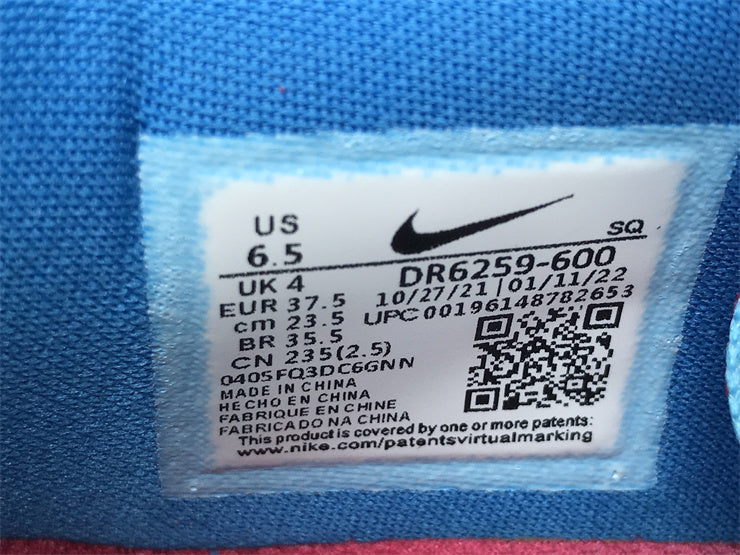 US
6.5
SQ
UK 4
DR6259-600
EUR 37.5
10/27/21 | 01/11/22
cm 23.5
UPC 00196148782653
BR 35.5
CN 235(2.5)
0405FQ3DC6GNN
MADE IN CHINA
HECHO EN CHINA
FABRIQUE EN CHINE
FABRICADO NA CHINA
This product is covered by one or more patents:
www.nike.com/patentsvirtualmarking